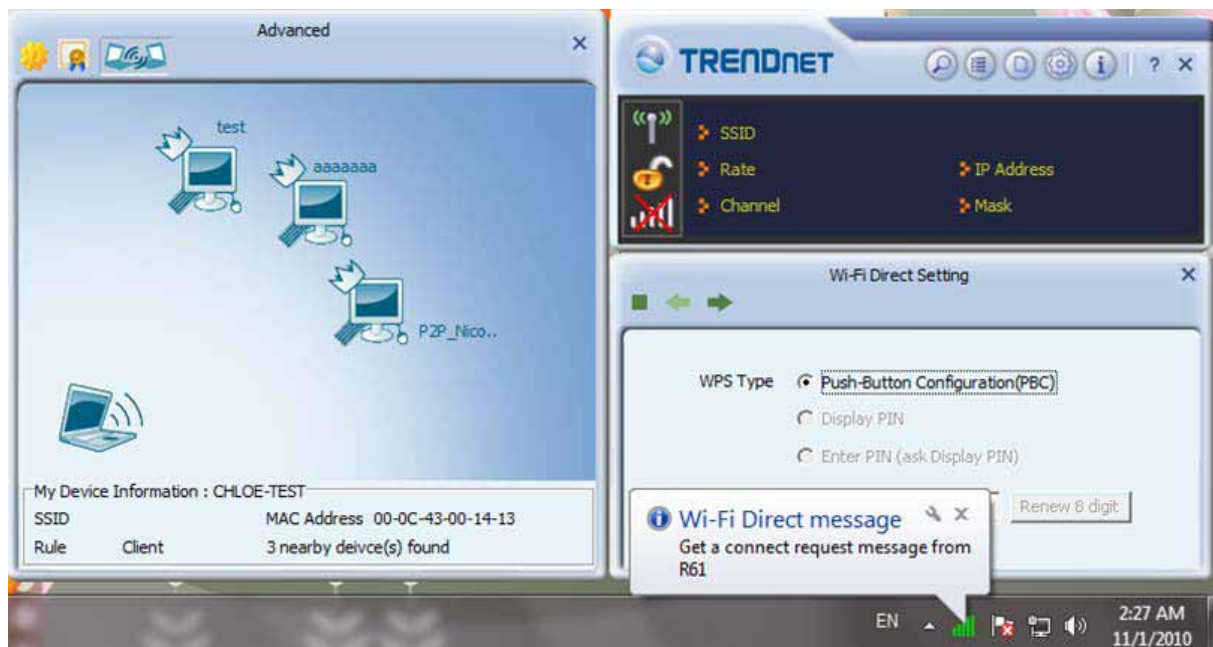 Advanced
test
aaaaaaa
P2P_Nico..
My Device Information : CHLOE-TEST
SSID
MAC Address 00-0C-43-00-14-13
Rule Client
3 nearby deivce(s) found
TRENDNET
? ×
SSID
Rate
IP Address
Channel
Mask
Wi-Fi Direct Setting
WPS Type
Push-Button Configuration(PBC)
Display PIN
Enter PIN (ask Display PIN)
Renew 8 digit
Wi-Fi Direct message
Get a connect request message from
R61
EN
2:27 AM
11/1/2010